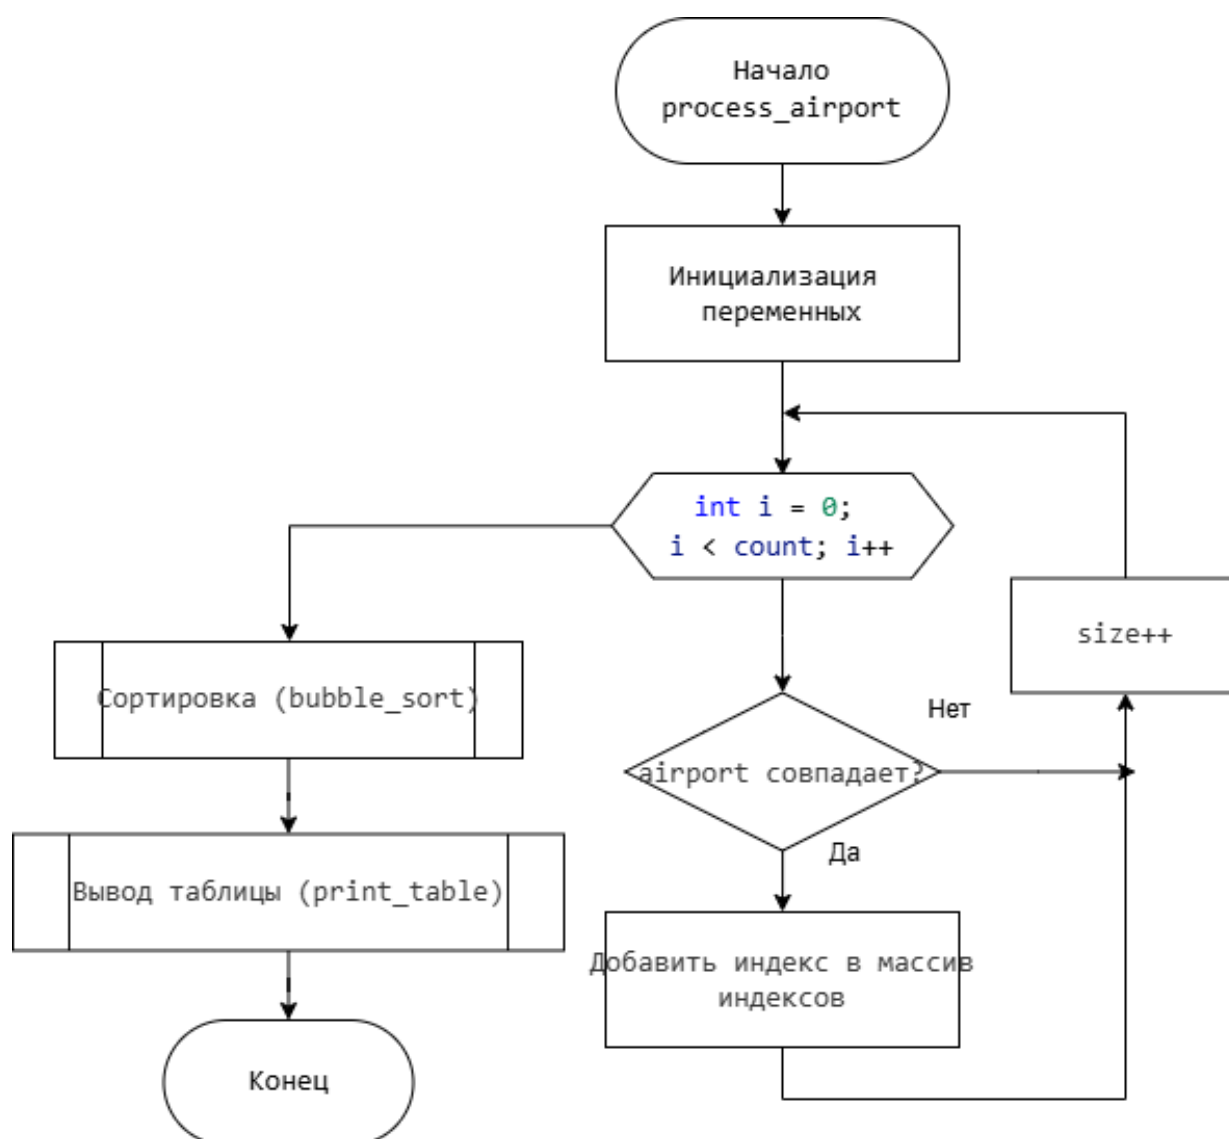 Начало
process_airport
Инициализация
переменных
int i = 0;
i < count; i++
size++
Сортировка (bubble_sort)
Нет
airport совпадает?
Да
Вывод таблицы (print_table)
Добавить индекс в массив
индексов
Конец